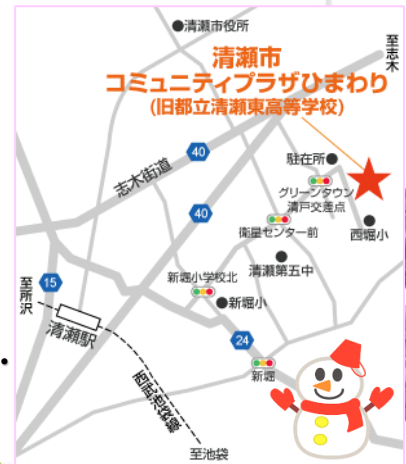 清瀬市役所
至志木
清瀬市
コミュニティプラザひまわり
(旧都立清瀬東高等学校)
40
志木街道
駐在所
グリーンタウン
清戸交差点
40
衛星センター前
西堀小
清瀬第五中
新堀小学校北
新堀小
15
至所沢
清瀬駅
24
新堀
西武池袋線
至池袋